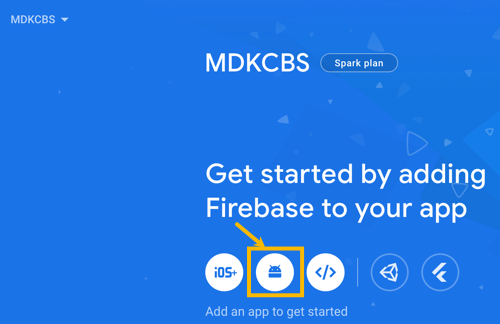 MDKCBS
MDKCBS Spark plan
Get started by adding
Firebase to your app
iOS+ </>
Add an app to get started